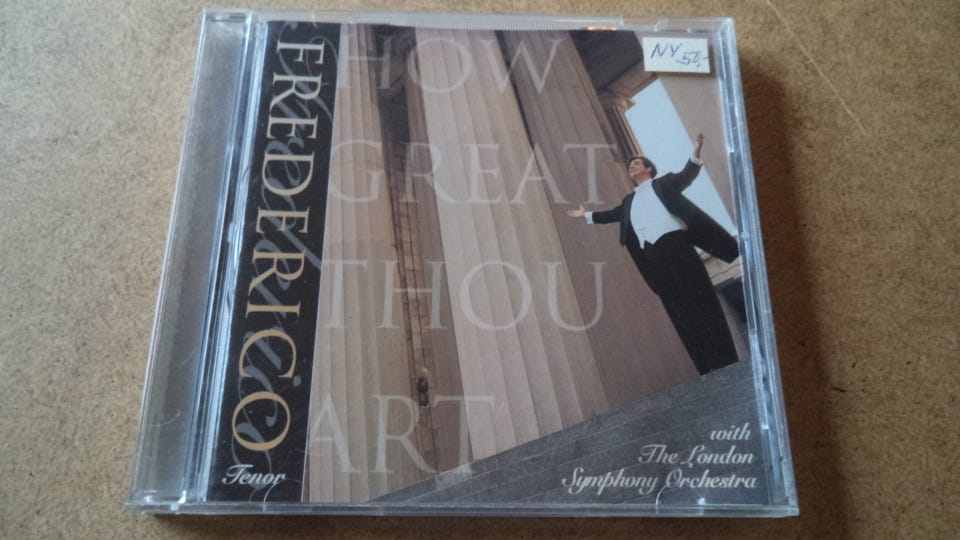 FREDERICO
Tenor
HOW
GREAT
THOU
ART
NY 50,-
with
The London
Symphony Orchestra